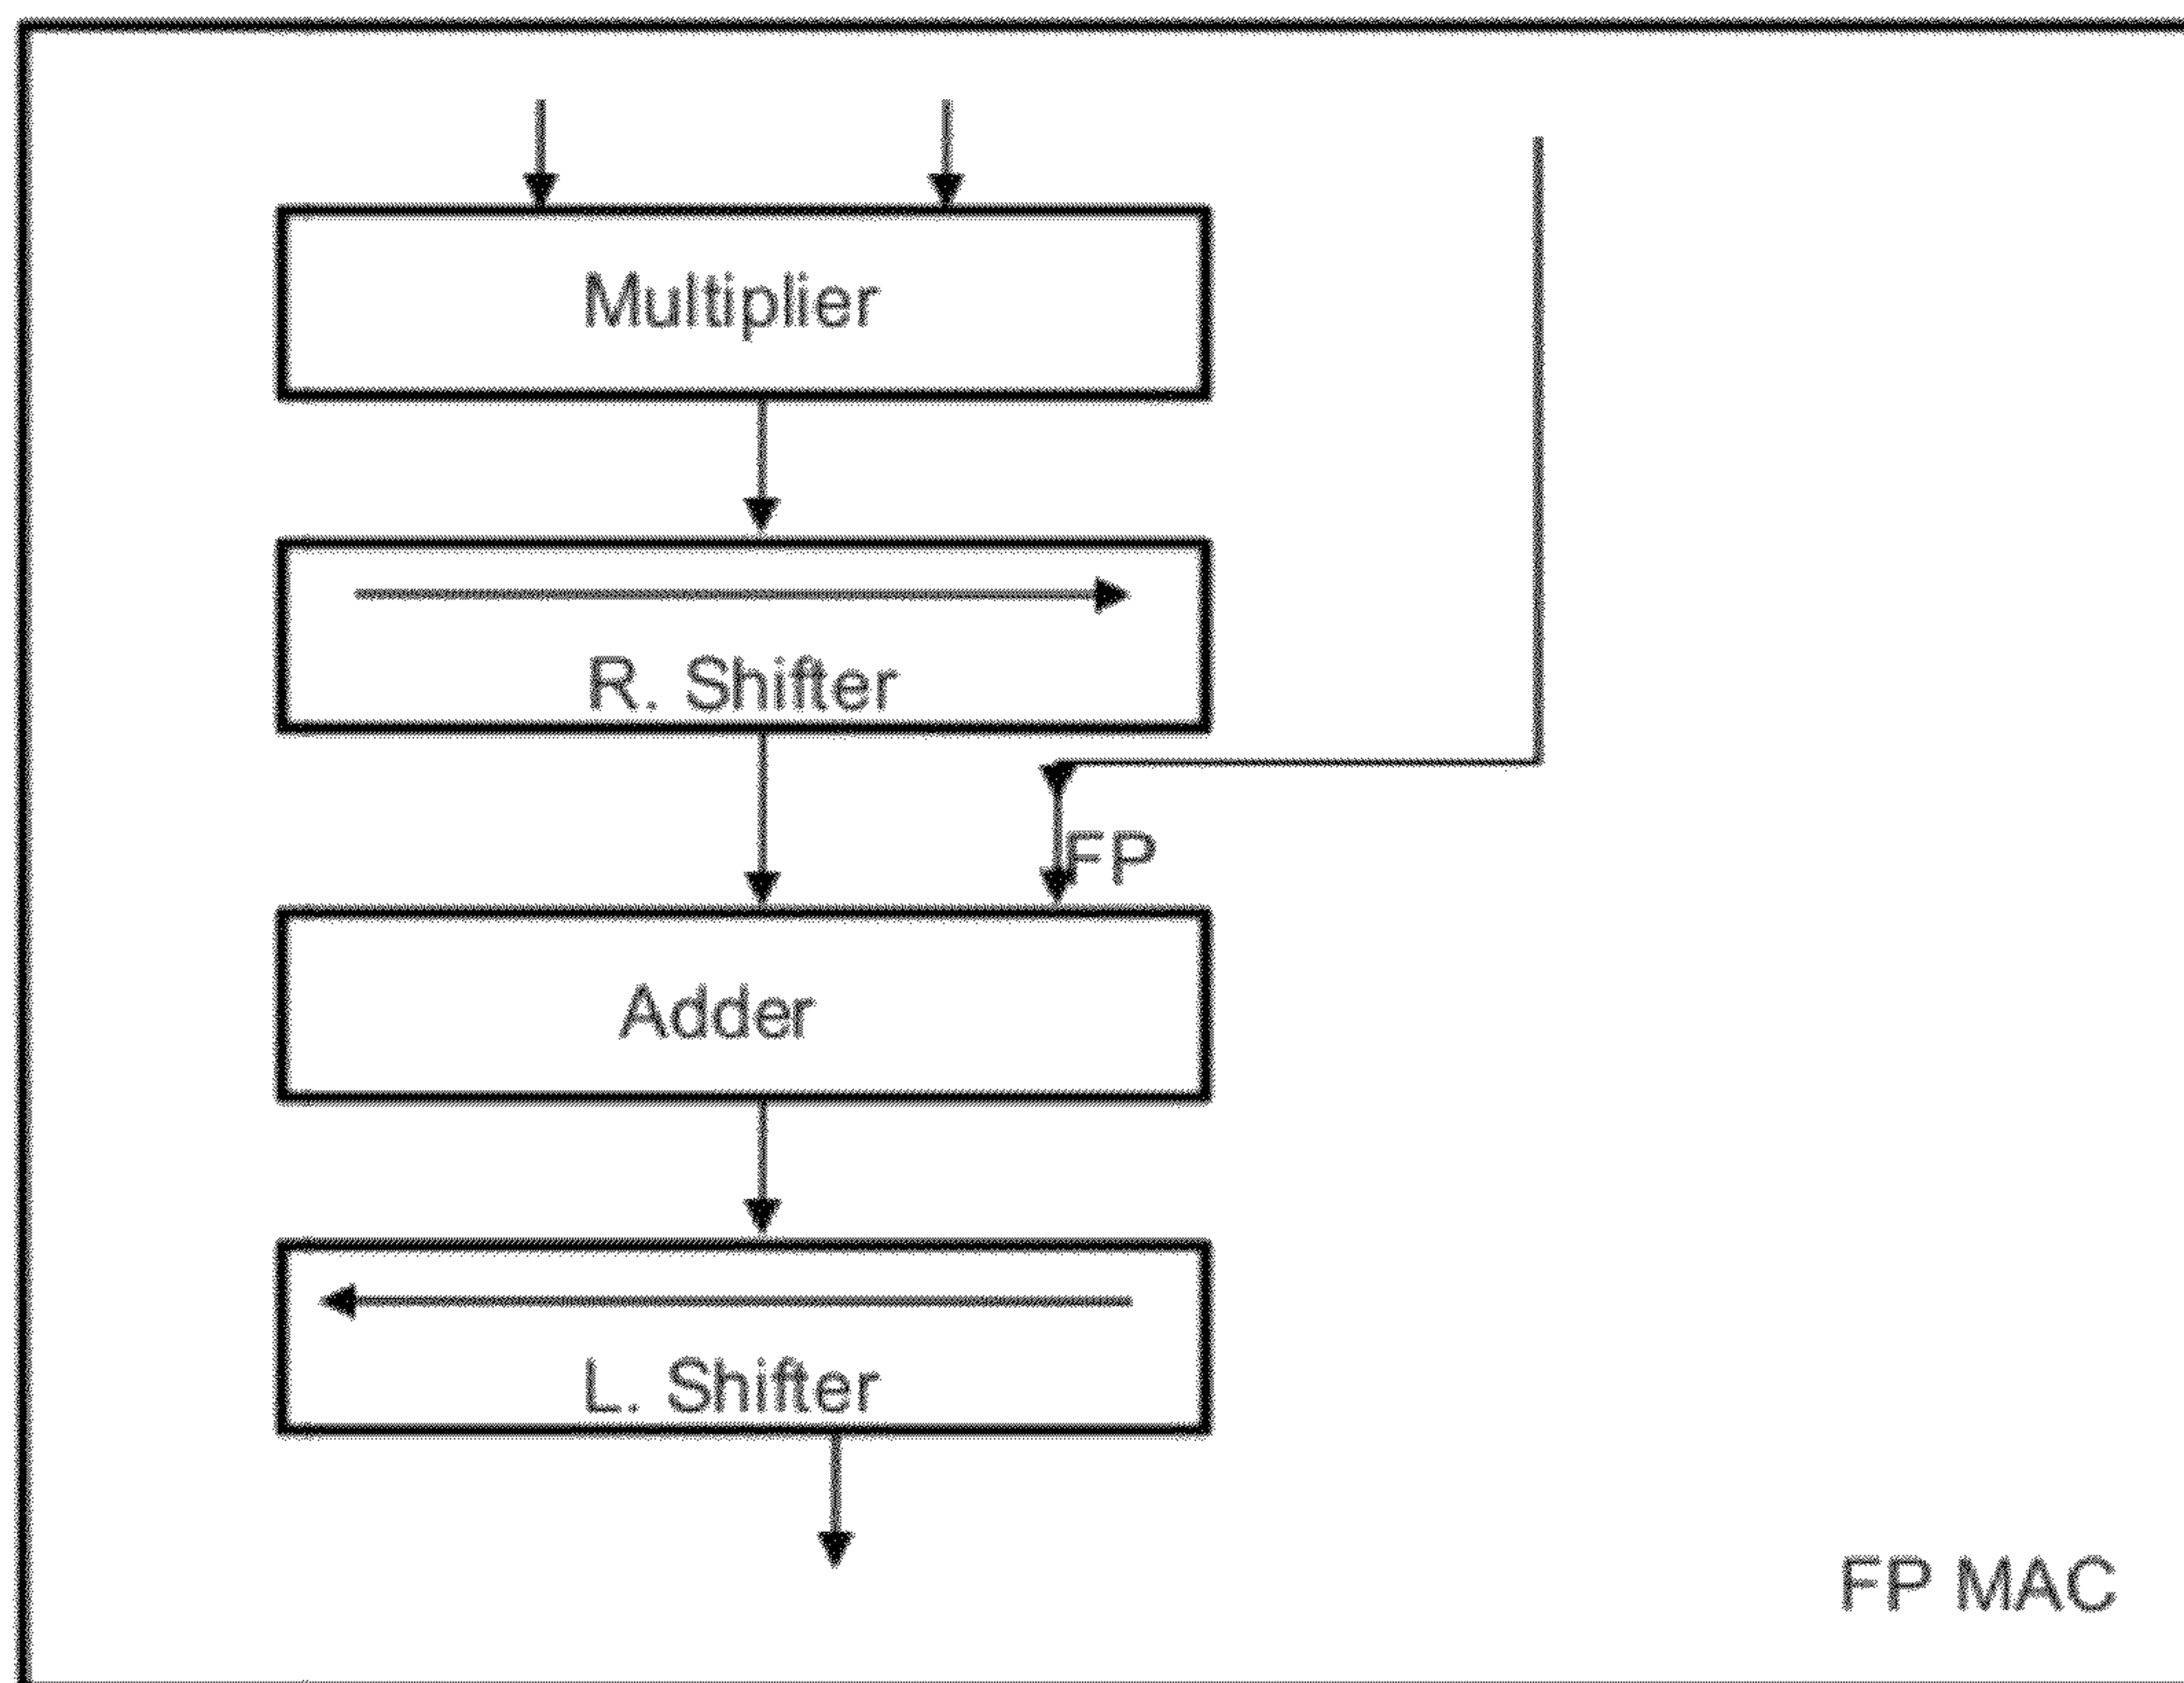 Multiplier
R. Shifter
FP
Adder
L. Shifter
FP MAC